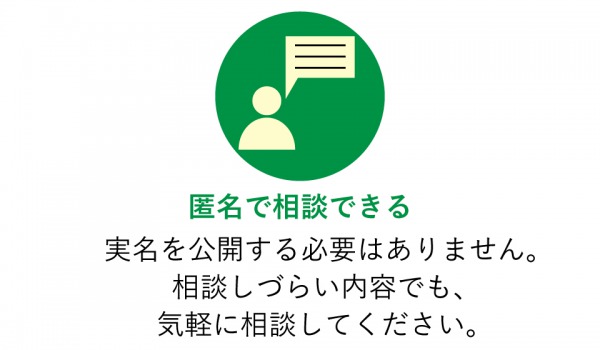 匿名で相談できる
実名を公開する必要はありません。
相談しづらい内容でも、
気軽に相談してください。